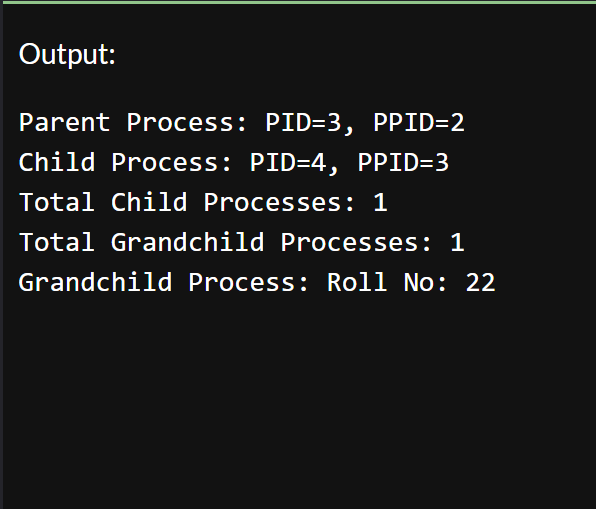 Output:
Parent Process: PID=3, PPID=2
Child Process: PID=4, PPID=3
Total Child Processes: 1
Total Grandchild Processes: 1
Grandchild Process: Roll No: 22